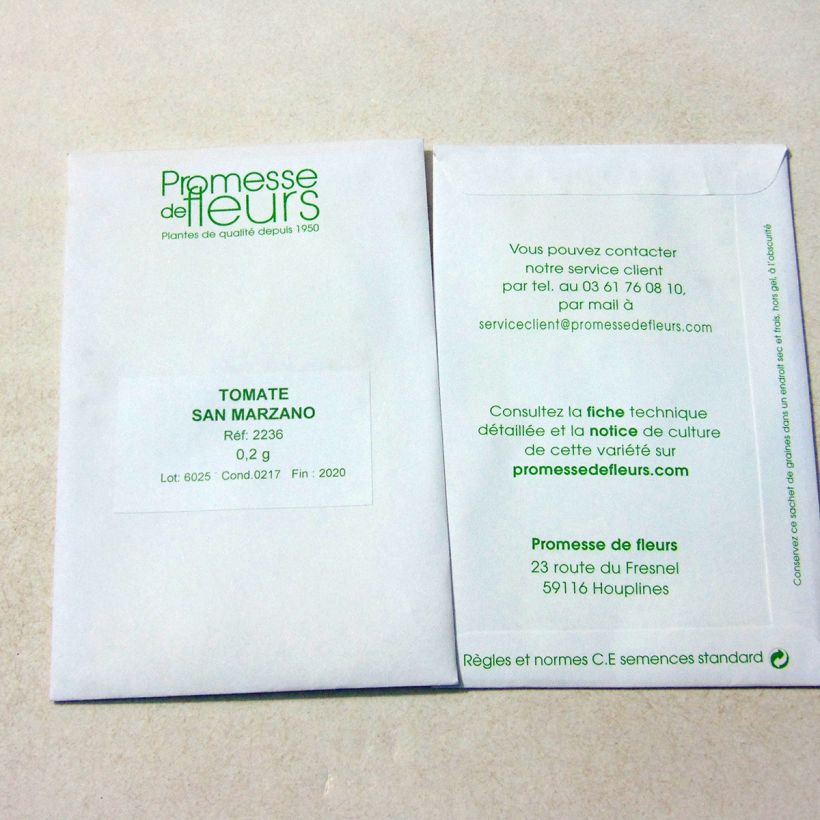 Promesse
de fleurs
Plantes de qualité depuis 1950
TOMATE
SAN MARZANO
Réf: 2236
0,2 g
Lot: 6025 Cond.0217 Fin : 2020
Vous pouvez contacter
notre service client
par tel. au 03 61 76 08 10,
par mail à
serviceclient@promessedefleurs.com
Consultez la fiche technique
détaillée et la notice de culture
de cette variété sur
promessedefleurs.com
Promesse de fleurs
23 route du Fresnel
59116 Houplines
Règles et normes C.E semences standard
Conservez ce sachet de graines dans un endroit sec et frais, hors gel, à l'obscurité